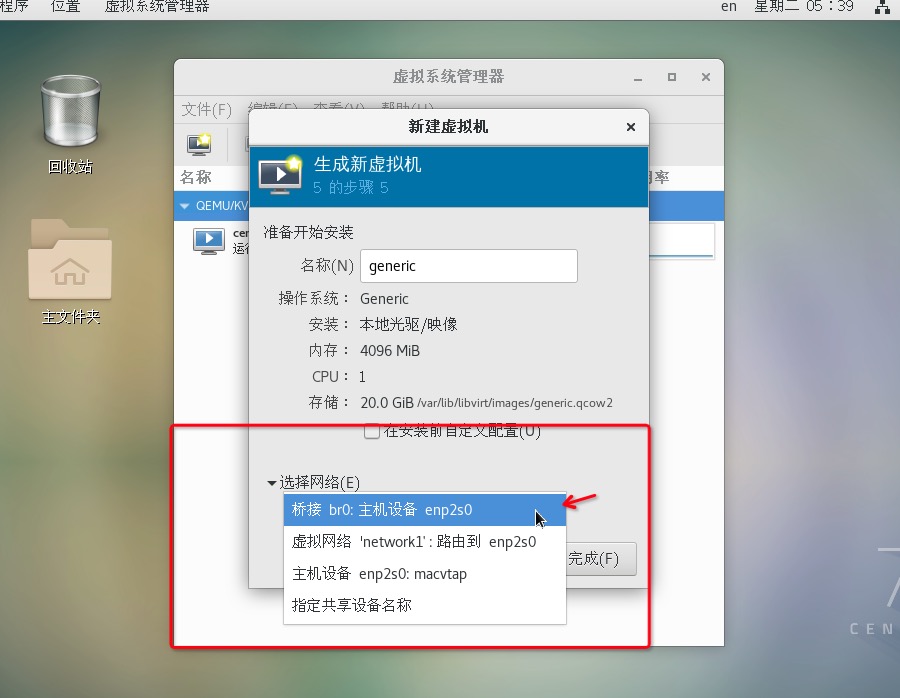 程序 位置 虚拟系统管理器 en 星期二 05：39
回收站
主文件夹
虚拟系统管理器
文件(F) 编辑(E) 查看(V) 帮助(H)
名称
QEMU/KV
cen
运行
新建虚拟机
生成新虚拟机
5 的步骤 5
准备开始安装
名称(N) generic
操作系统： Generic
安装： 本地光驱/映像
内存： 4096 MiB
CPU： 1
存储： 20.0 GiB /var/lib/libvirt/images/generic.qcow2
在安装前自定义配置(U)
选择网络(E)
桥接 br0: 主机设备 enp2s0
虚拟网络 'network1' : 路由到 enp2s0
主机设备 enp2s0: macvtap
指定共享设备名称
完成(F)
7
CEN